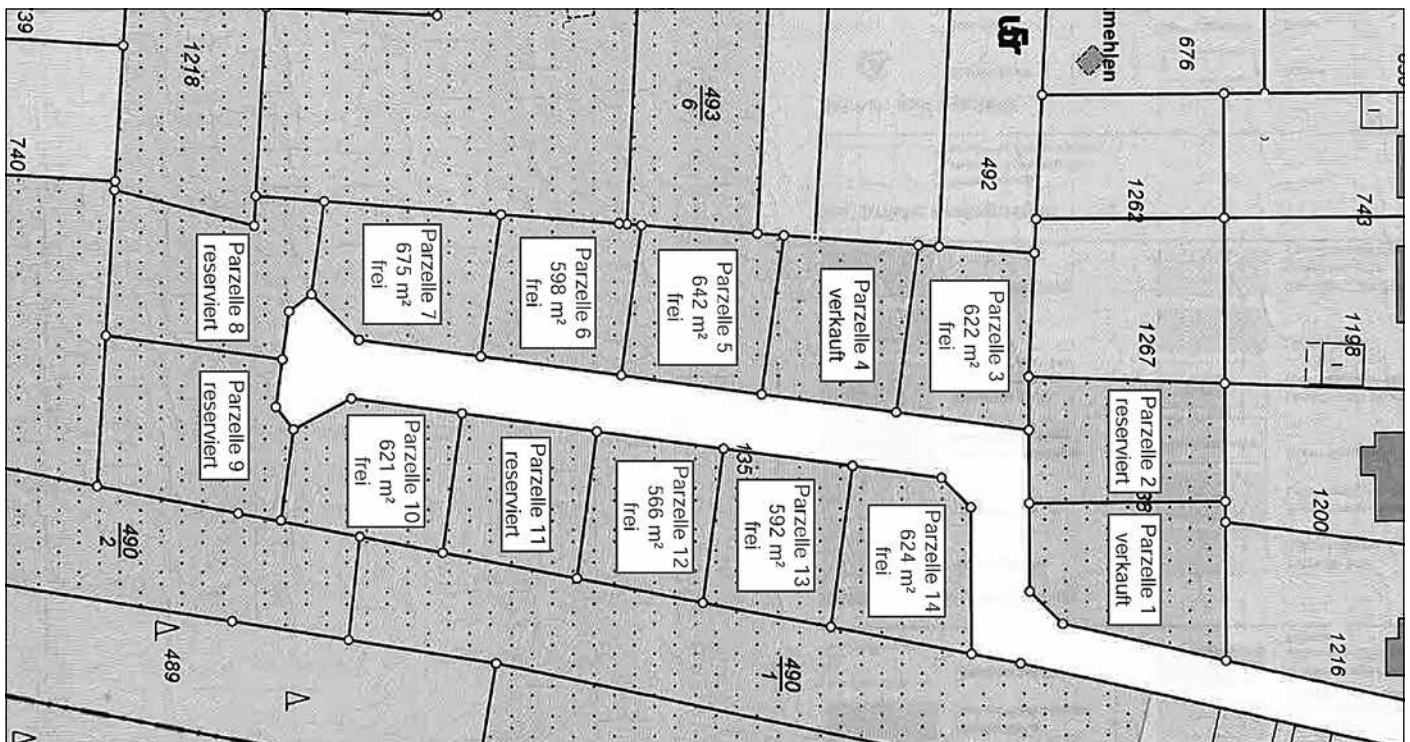 739
1218
740
493
6
mehlen
676
492
1262
743
1267
1198
1200
1216
Parzelle 1
verkauft
Parzelle 2
reserviert
Parzelle 3
622 m²
frei
Parzelle 4
verkauft
Parzelle 5
642 m²
frei
Parzelle 6
598 m²
frei
Parzelle 7
675 m²
frei
Parzelle 8
reserviert
Parzelle 9
reserviert
Parzelle 10
621 m²
frei
Parzelle 11
reserviert
Parzelle 12
566 m²
frei
Parzelle 13
592 m²
frei
Parzelle 14
624 m²
frei
490
2
489
490
1